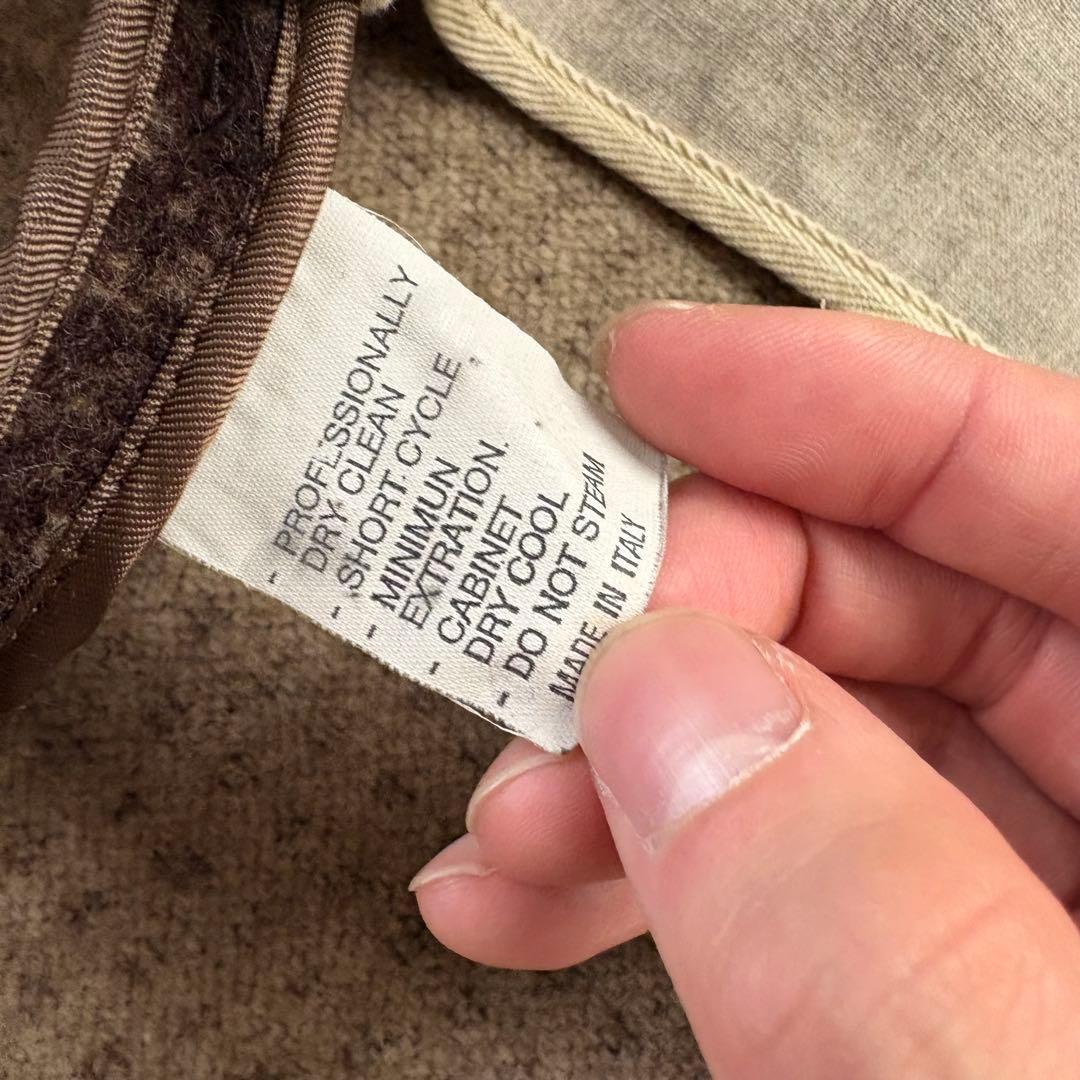 - PROFESSIONALLY
DRY CLEAN
- SHORT CYCLE
- MINIMUN
EXTRATION.
- CABINET
DRY COOL
- DO NOT STEAM
MADE IN ITALY